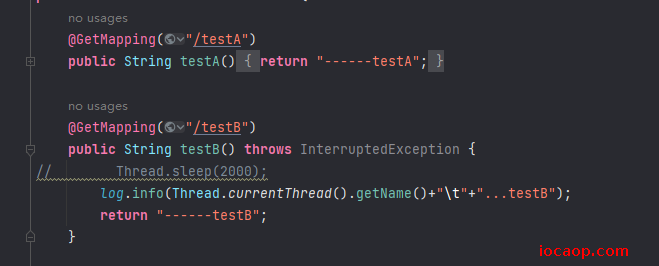 no usages
@GetMapping("/testA")
public String testA() { return "------testA"; }
no usages
@GetMapping("/testB")
public String testB() throws InterruptedException {
//        Thread.sleep(2000);
log.info(Thread.currentThread().getName()+"\t"+"...testB");
return "------testB";
}
iocaop.com